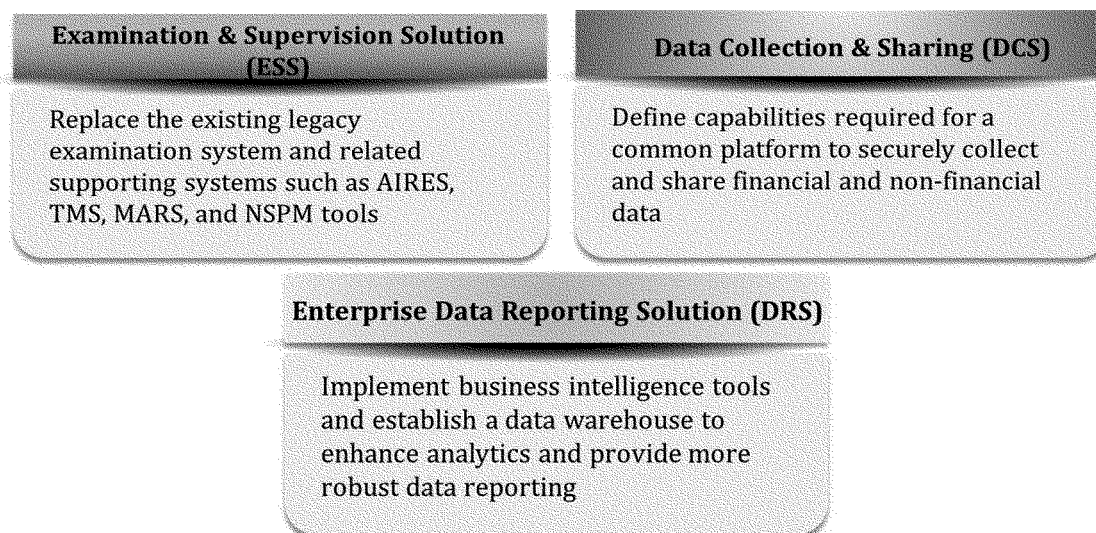 Examination & Supervision Solution
(ESS)
Replace the existing legacy
examination system and related
supporting systems such as AIRES,
TMS, MARS, and NSPM tools
Data Collection & Sharing (DCS)
Define capabilities required for a
common platform to securely collect
and share financial and non-financial
data
Enterprise Data Reporting Solution (DRS)
Implement business intelligence tools
and establish a data warehouse to
enhance analytics and provide more
robust data reporting